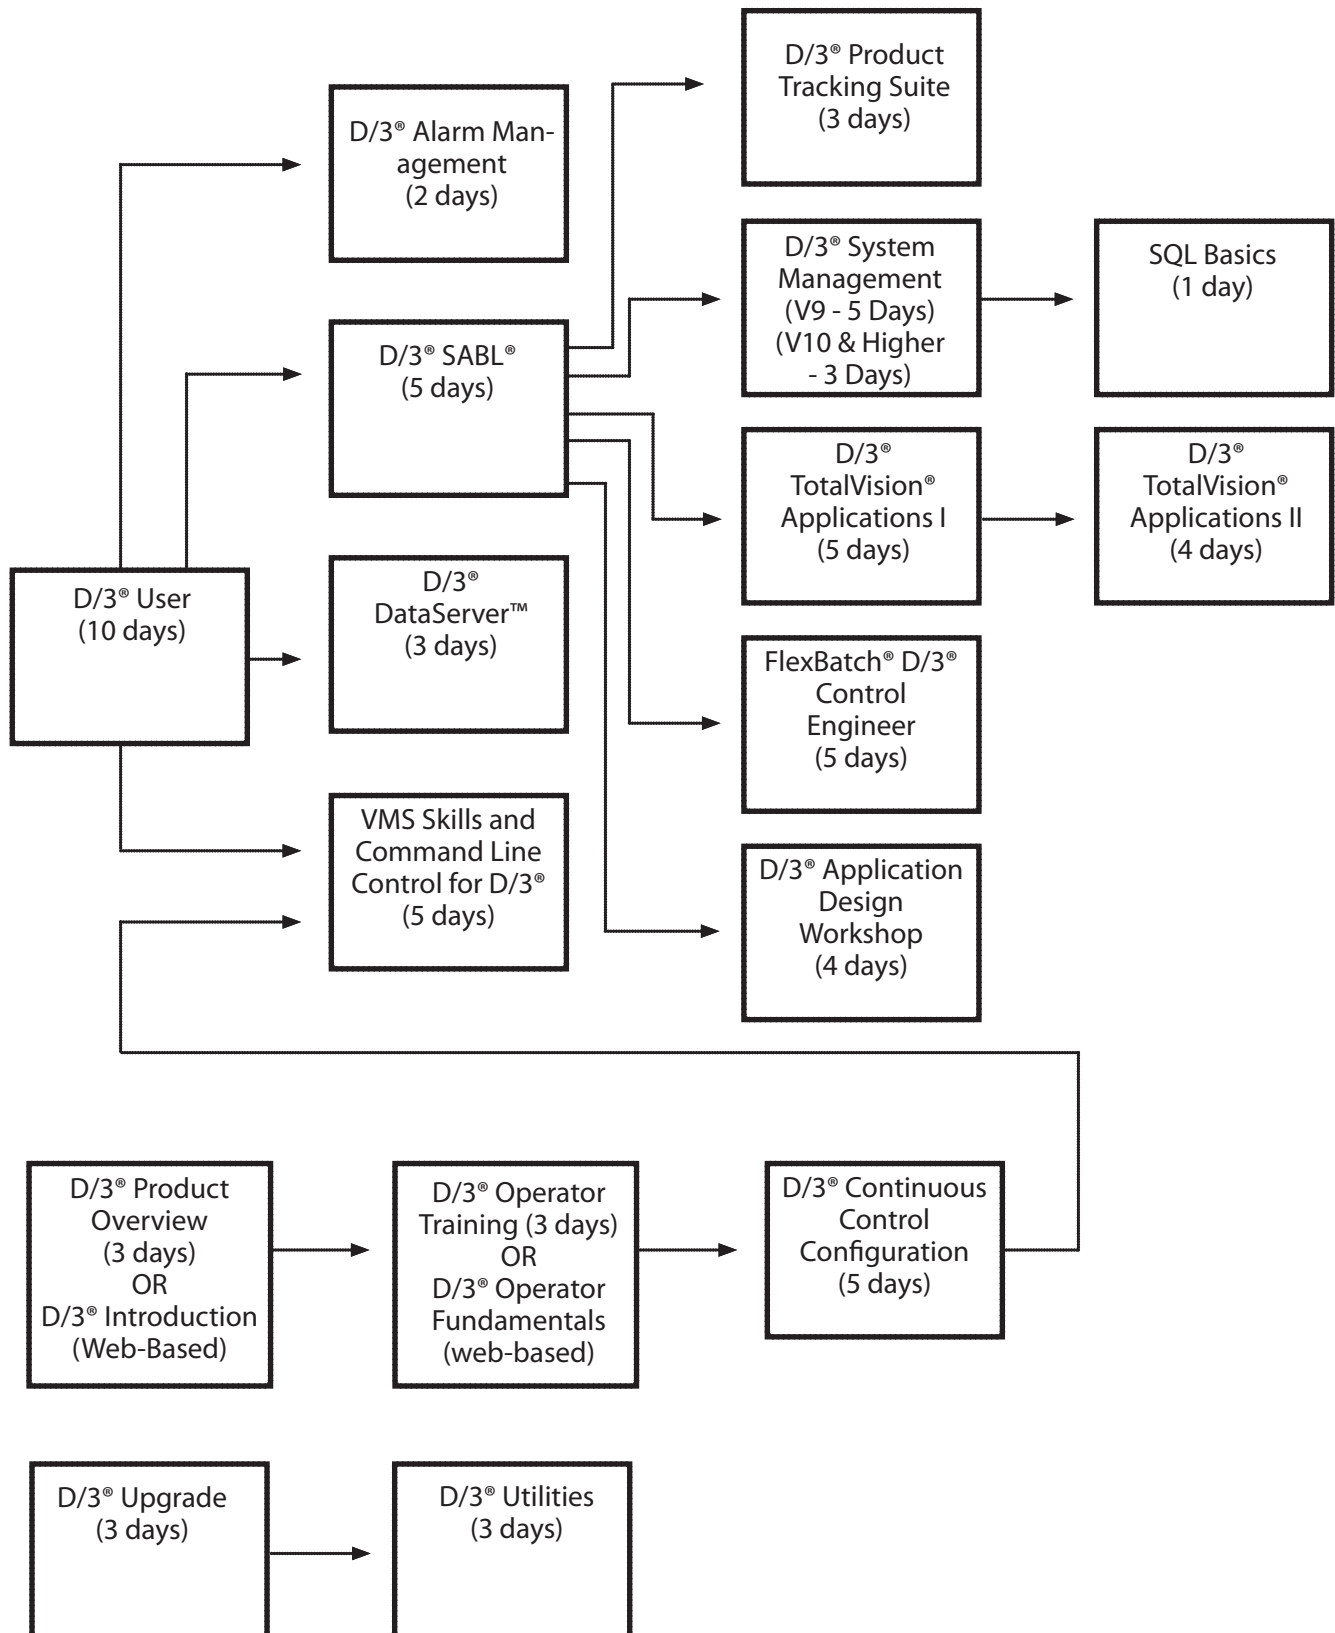 D/3® Product
Tracking Suite
(3 days)
D/3® Alarm Man-
agement
(2 days)
D/3® System
Management
(V9 - 5 Days)
(V10 & Higher
- 3 Days)
SQL Basics
(1 day)
D/3® SABL®
(5 days)
D/3®
TotalVision®
Applications I
(5 days)
D/3®
TotalVision®
Applications II
(4 days)
D/3® User
(10 days)
D/3®
DataServer™
(3 days)
FlexBatch® D/3®
Control
Engineer
(5 days)
VMS Skills and
Command Line
Control for D/3®
(5 days)
D/3® Application
Design
Workshop
(4 days)
D/3® Product
Overview
(3 days)
OR
D/3® Introduction
(Web-Based)
D/3® Operator
Training (3 days)
OR
D/3® Operator
Fundamentals
(web-based)
D/3® Continuous
Control
Configuration
(5 days)
D/3® Upgrade
(3 days)
D/3® Utilities
(3 days)